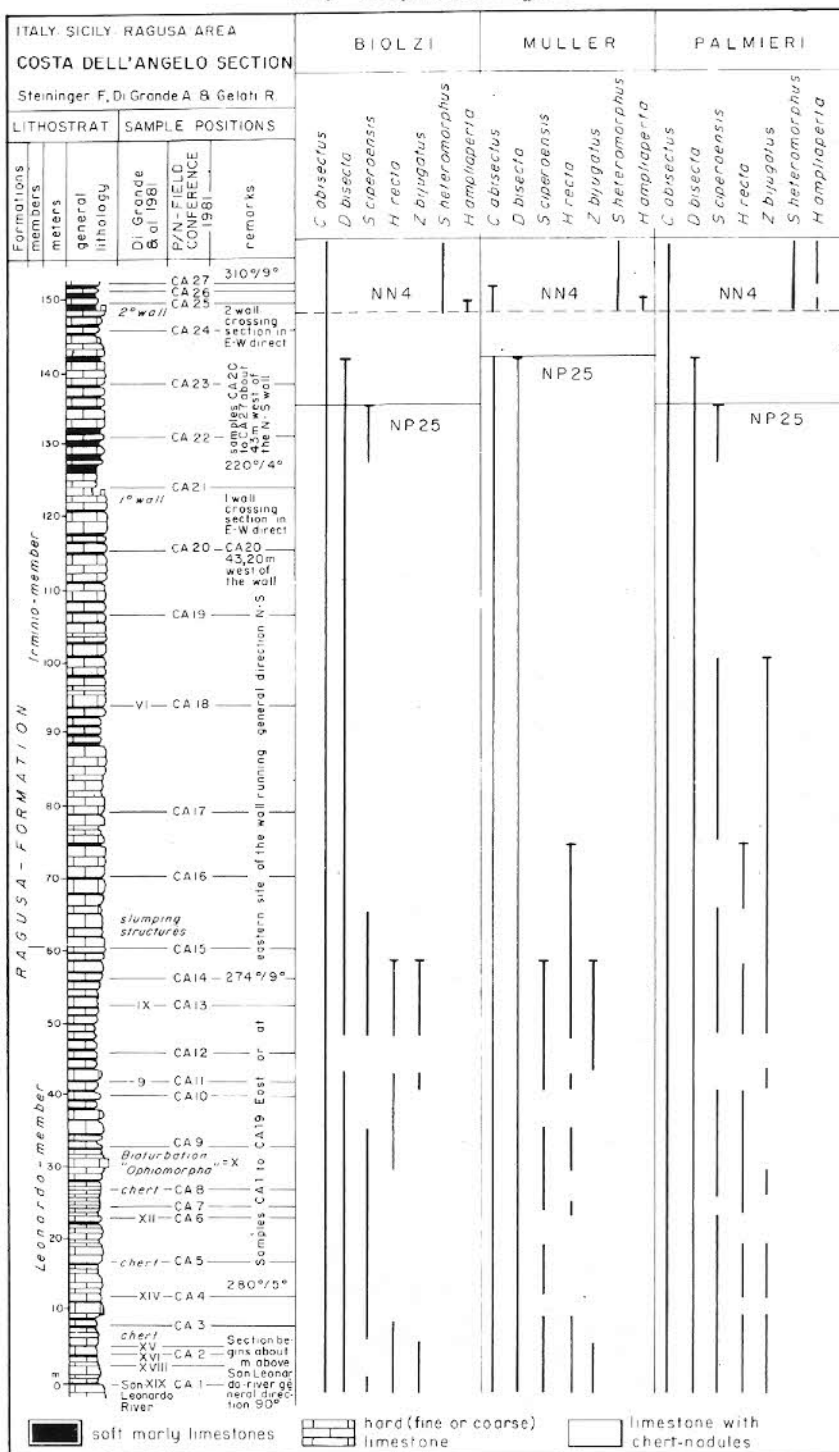 ITALY-SICILY-RAGUSA AREA
COSTA DELL'ANGELO SECTION
Steininger F., Di Grande A. & Gelati R.
LITHOSTRAT
SAMPLE POSITIONS
Formations
members
meters
general lithology
Di Grande & al 1981
P/N-FIELD CONFERENCE 1981
remarks
BIOLZI
MULLER
PALMIERI
C abisectus
D bisecta
S ciperoensis
H recta
Z bijugatus
S heteromorphus
H ampliaperta
C abisectus
D bisecta
S ciperoensis
H recta
Z bijugatus
S heteromorphus
H ampliaperta
C abisectus
D bisecta
S ciperoensis
H recta
Z bijugatus
S heteromorphus
H ampliaperta
CA 27 310°/9°
CA 26
150 CA 25
NN4
NN4
NN4
2° wall
2 wall
crossing
section in
E-W direct
CA 24
140
CA 23
NP25
NP25
NP25
samples CA20
to CA27 about
43m west of
the N-S wall
CA 22
130
220°/4°
CA 21
1° wall
1 wall
crossing
section in
E-W direct
120
CA 20 CA20
43,20m
west of
the wall
110
CA 19
100
VI CA 18
90
80
CA 17
70
CA 16
slumping
structures
60
CA 15
CA 14 274°/9°
IX CA 13
50
CA 12
9 CA 11
40
CA 10
CA 9
Bioturbation
"Ophiomorpha" = X
30
chert CA 8
CA 7
XII CA 6
20
chert CA 5
280°/5°
XIV CA 4
10
CA 3
chert
XV
XVI CA 2
XVIII
m
0
San XIX CA 1
Leonardo
River
Section be-
gins about
m above
San Leonar
do-river ge
neral direc-
tion 90°
Samples CA1 to CA19 East or at eastern site of the wall running general direction N-S
RAGUSA-FORMATION
Irminio-member
Leonardo-member
soft marly limestones
hard (fine or coarse)
limestone
limestone with
chert-nodules